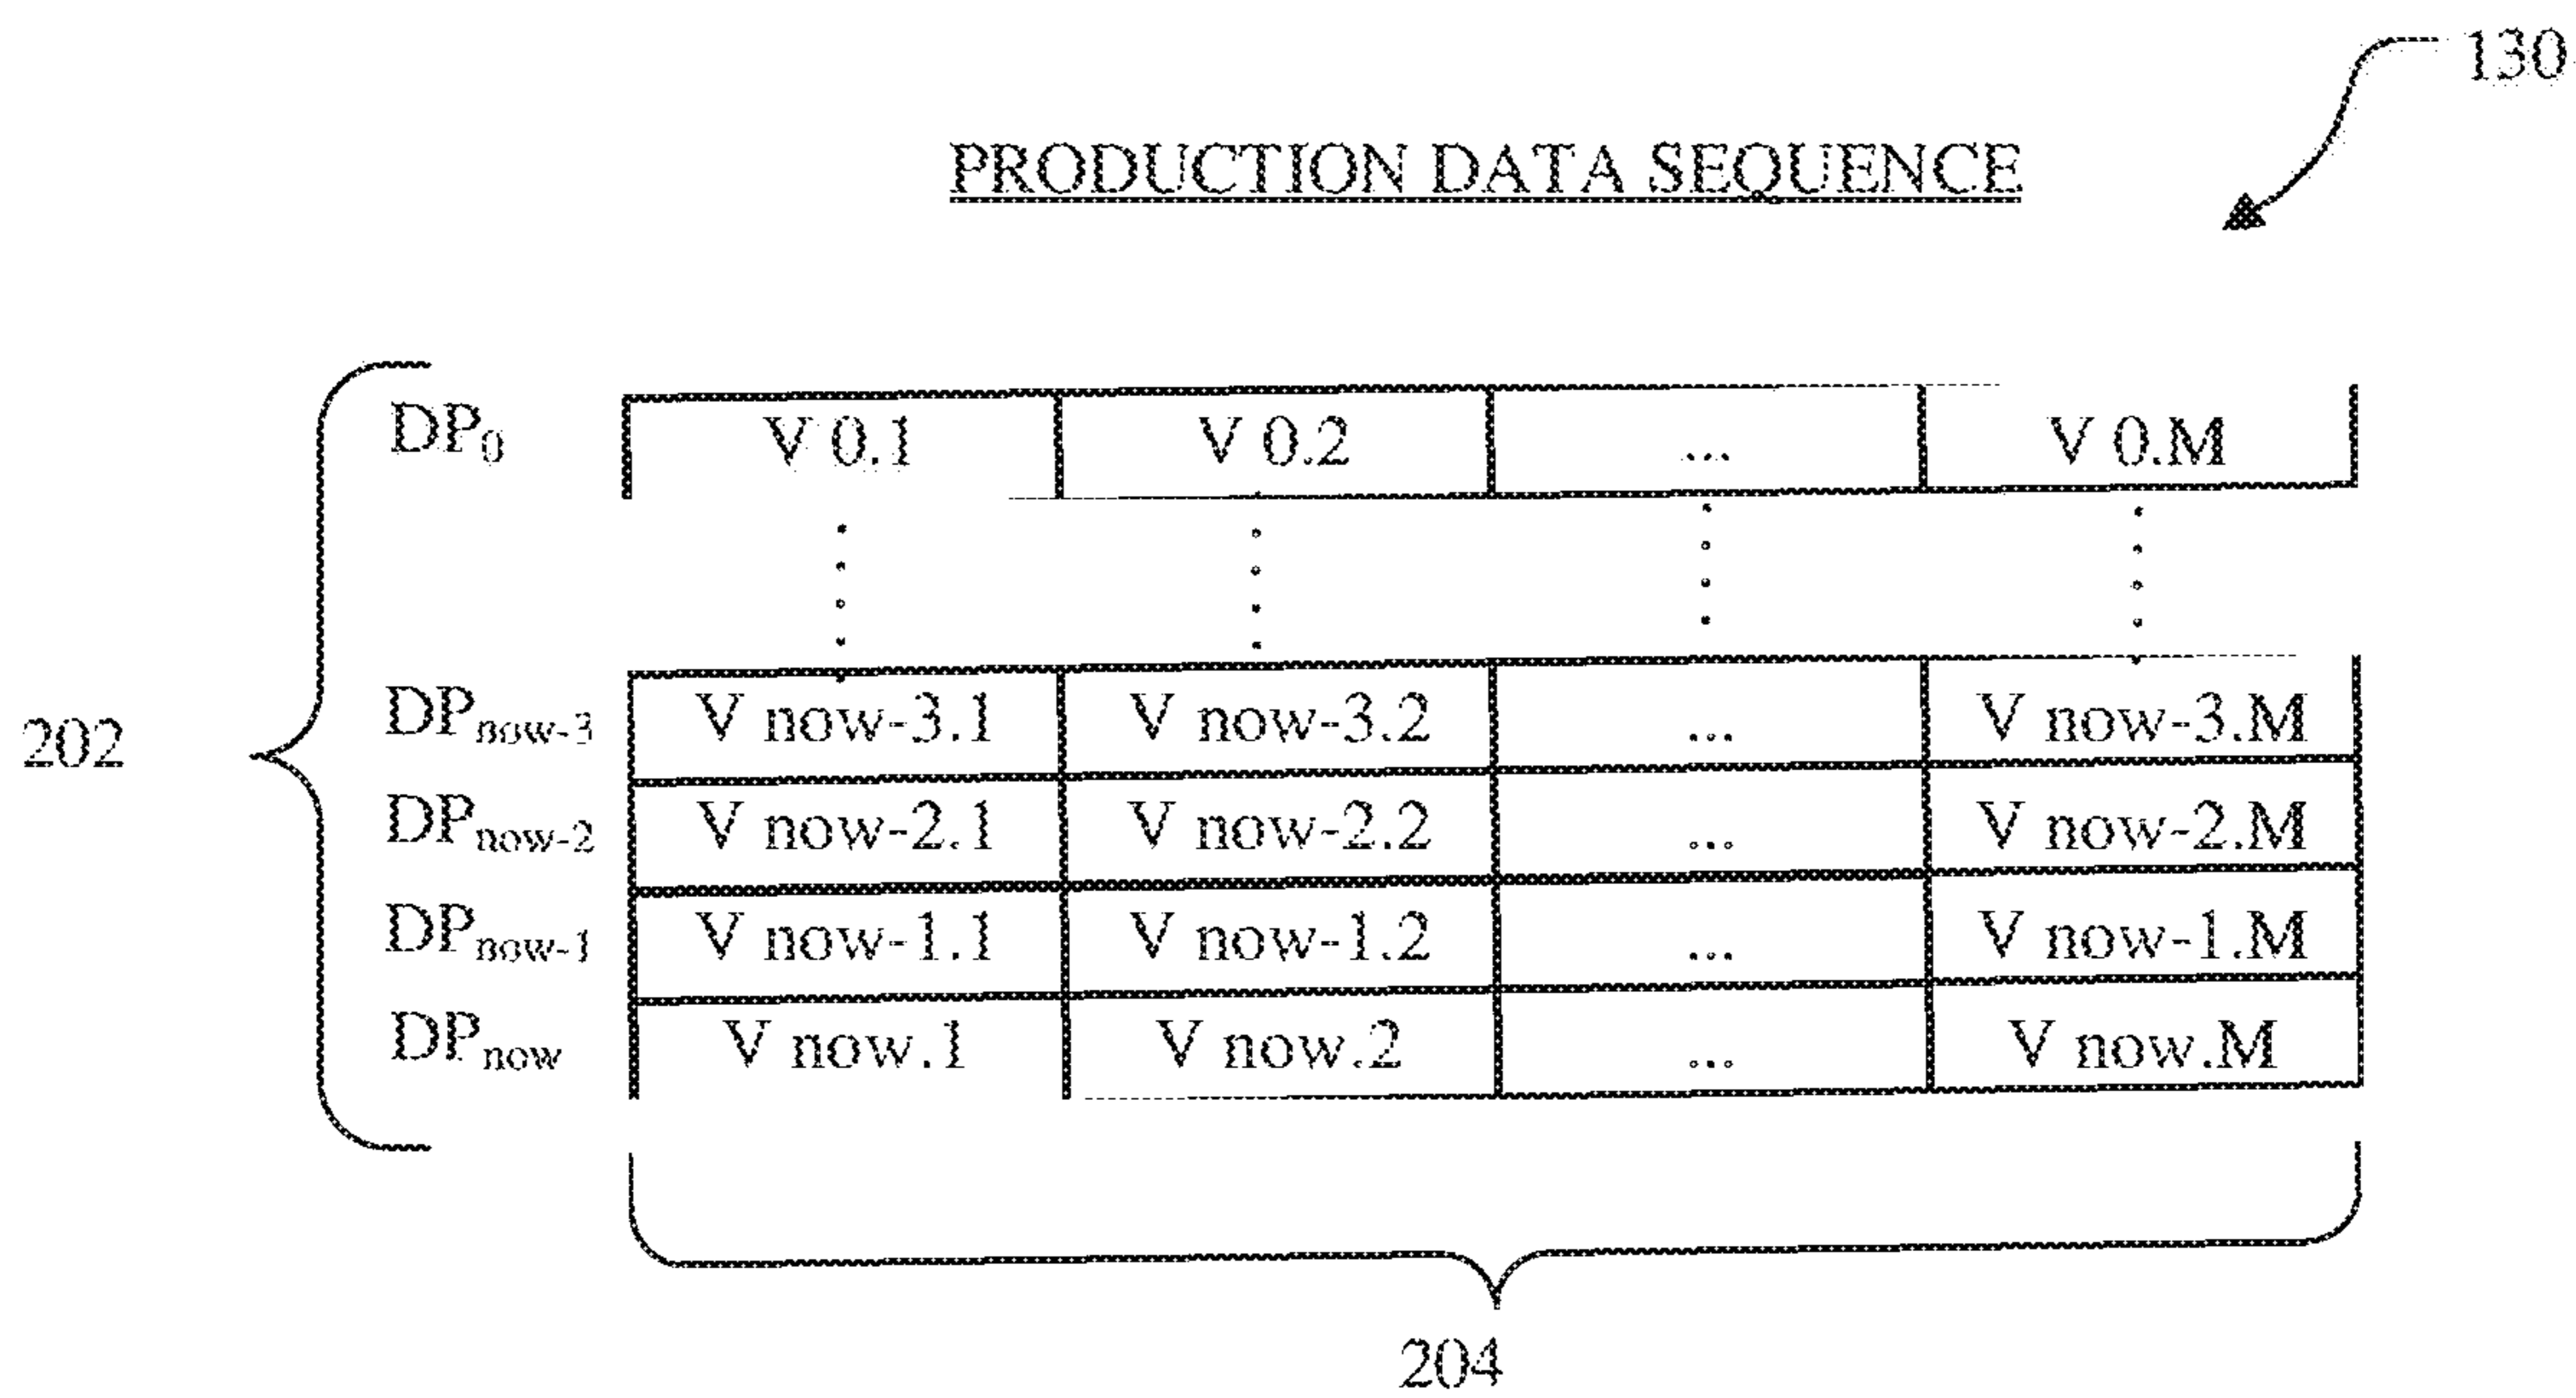 130
PRODUCTION DATA SEQUENCE
DP0 V 0.1 V 0.2 ... V 0.M
202
DPnow-3 V now-3.1 V now-3.2 ... V now-3.M
DPnow-2 V now-2.1 V now-2.2 ... V now-2.M
DPnow-1 V now-1.1 V now-1.2 ... V now-1.M
DPnow V now.1 V now.2 ... V now.M
204